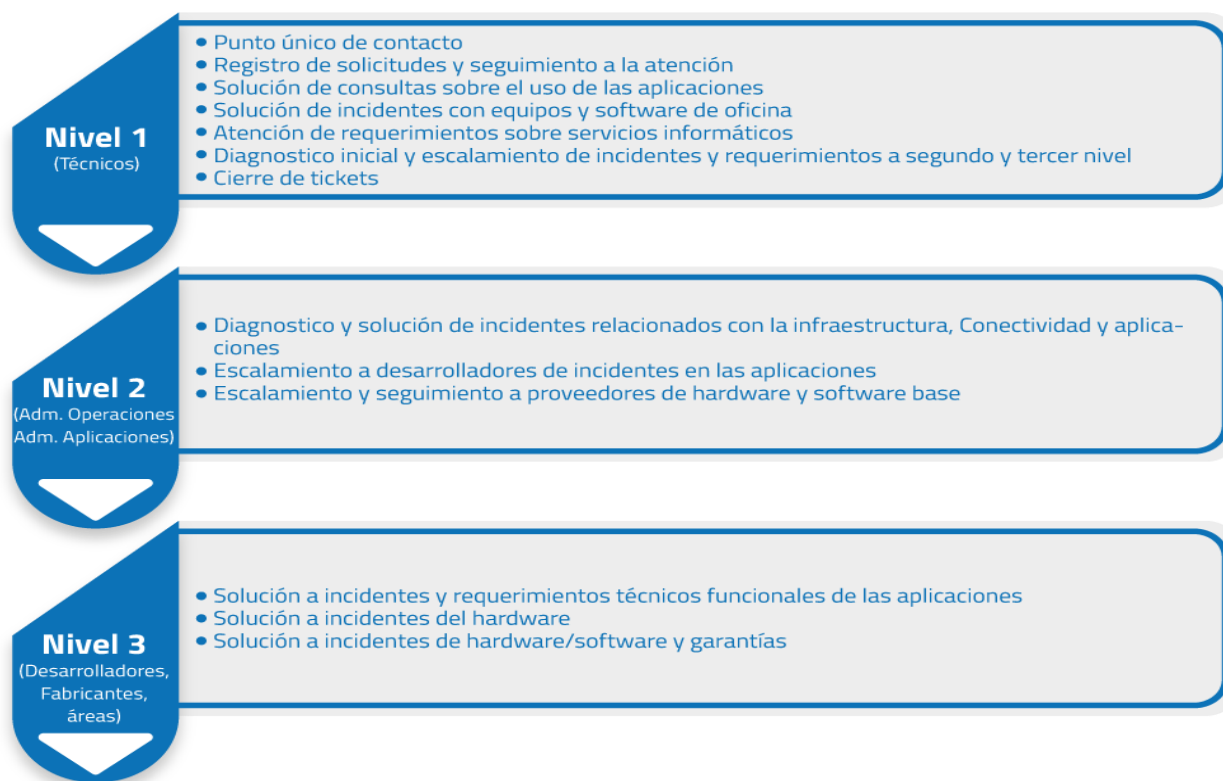 Nivel 1
(Técnicos)
• Punto único de contacto
• Registro de solicitudes y seguimiento a la atención
• Solución de consultas sobre el uso de las aplicaciones
• Solución de incidentes con equipos y software de oficina
• Atención de requerimientos sobre servicios informáticos
• Diagnostico inicial y escalamiento de incidentes y requerimientos a segundo y tercer nivel
• Cierre de tickets
Nivel 2
(Adm. Operaciones
Adm. Aplicaciones)
• Diagnostico y solución de incidentes relacionados con la infraestructura, Conectividad y aplica-
ciones
• Escalamiento a desarrolladores de incidentes en las aplicaciones
• Escalamiento y seguimiento a proveedores de hardware y software base
Nivel 3
(Desarrolladores,
Fabricantes,
áreas)
• Solución a incidentes y requerimientos técnicos funcionales de las aplicaciones
• Solución a incidentes del hardware
• Solución a incidentes de hardware/software y garantías